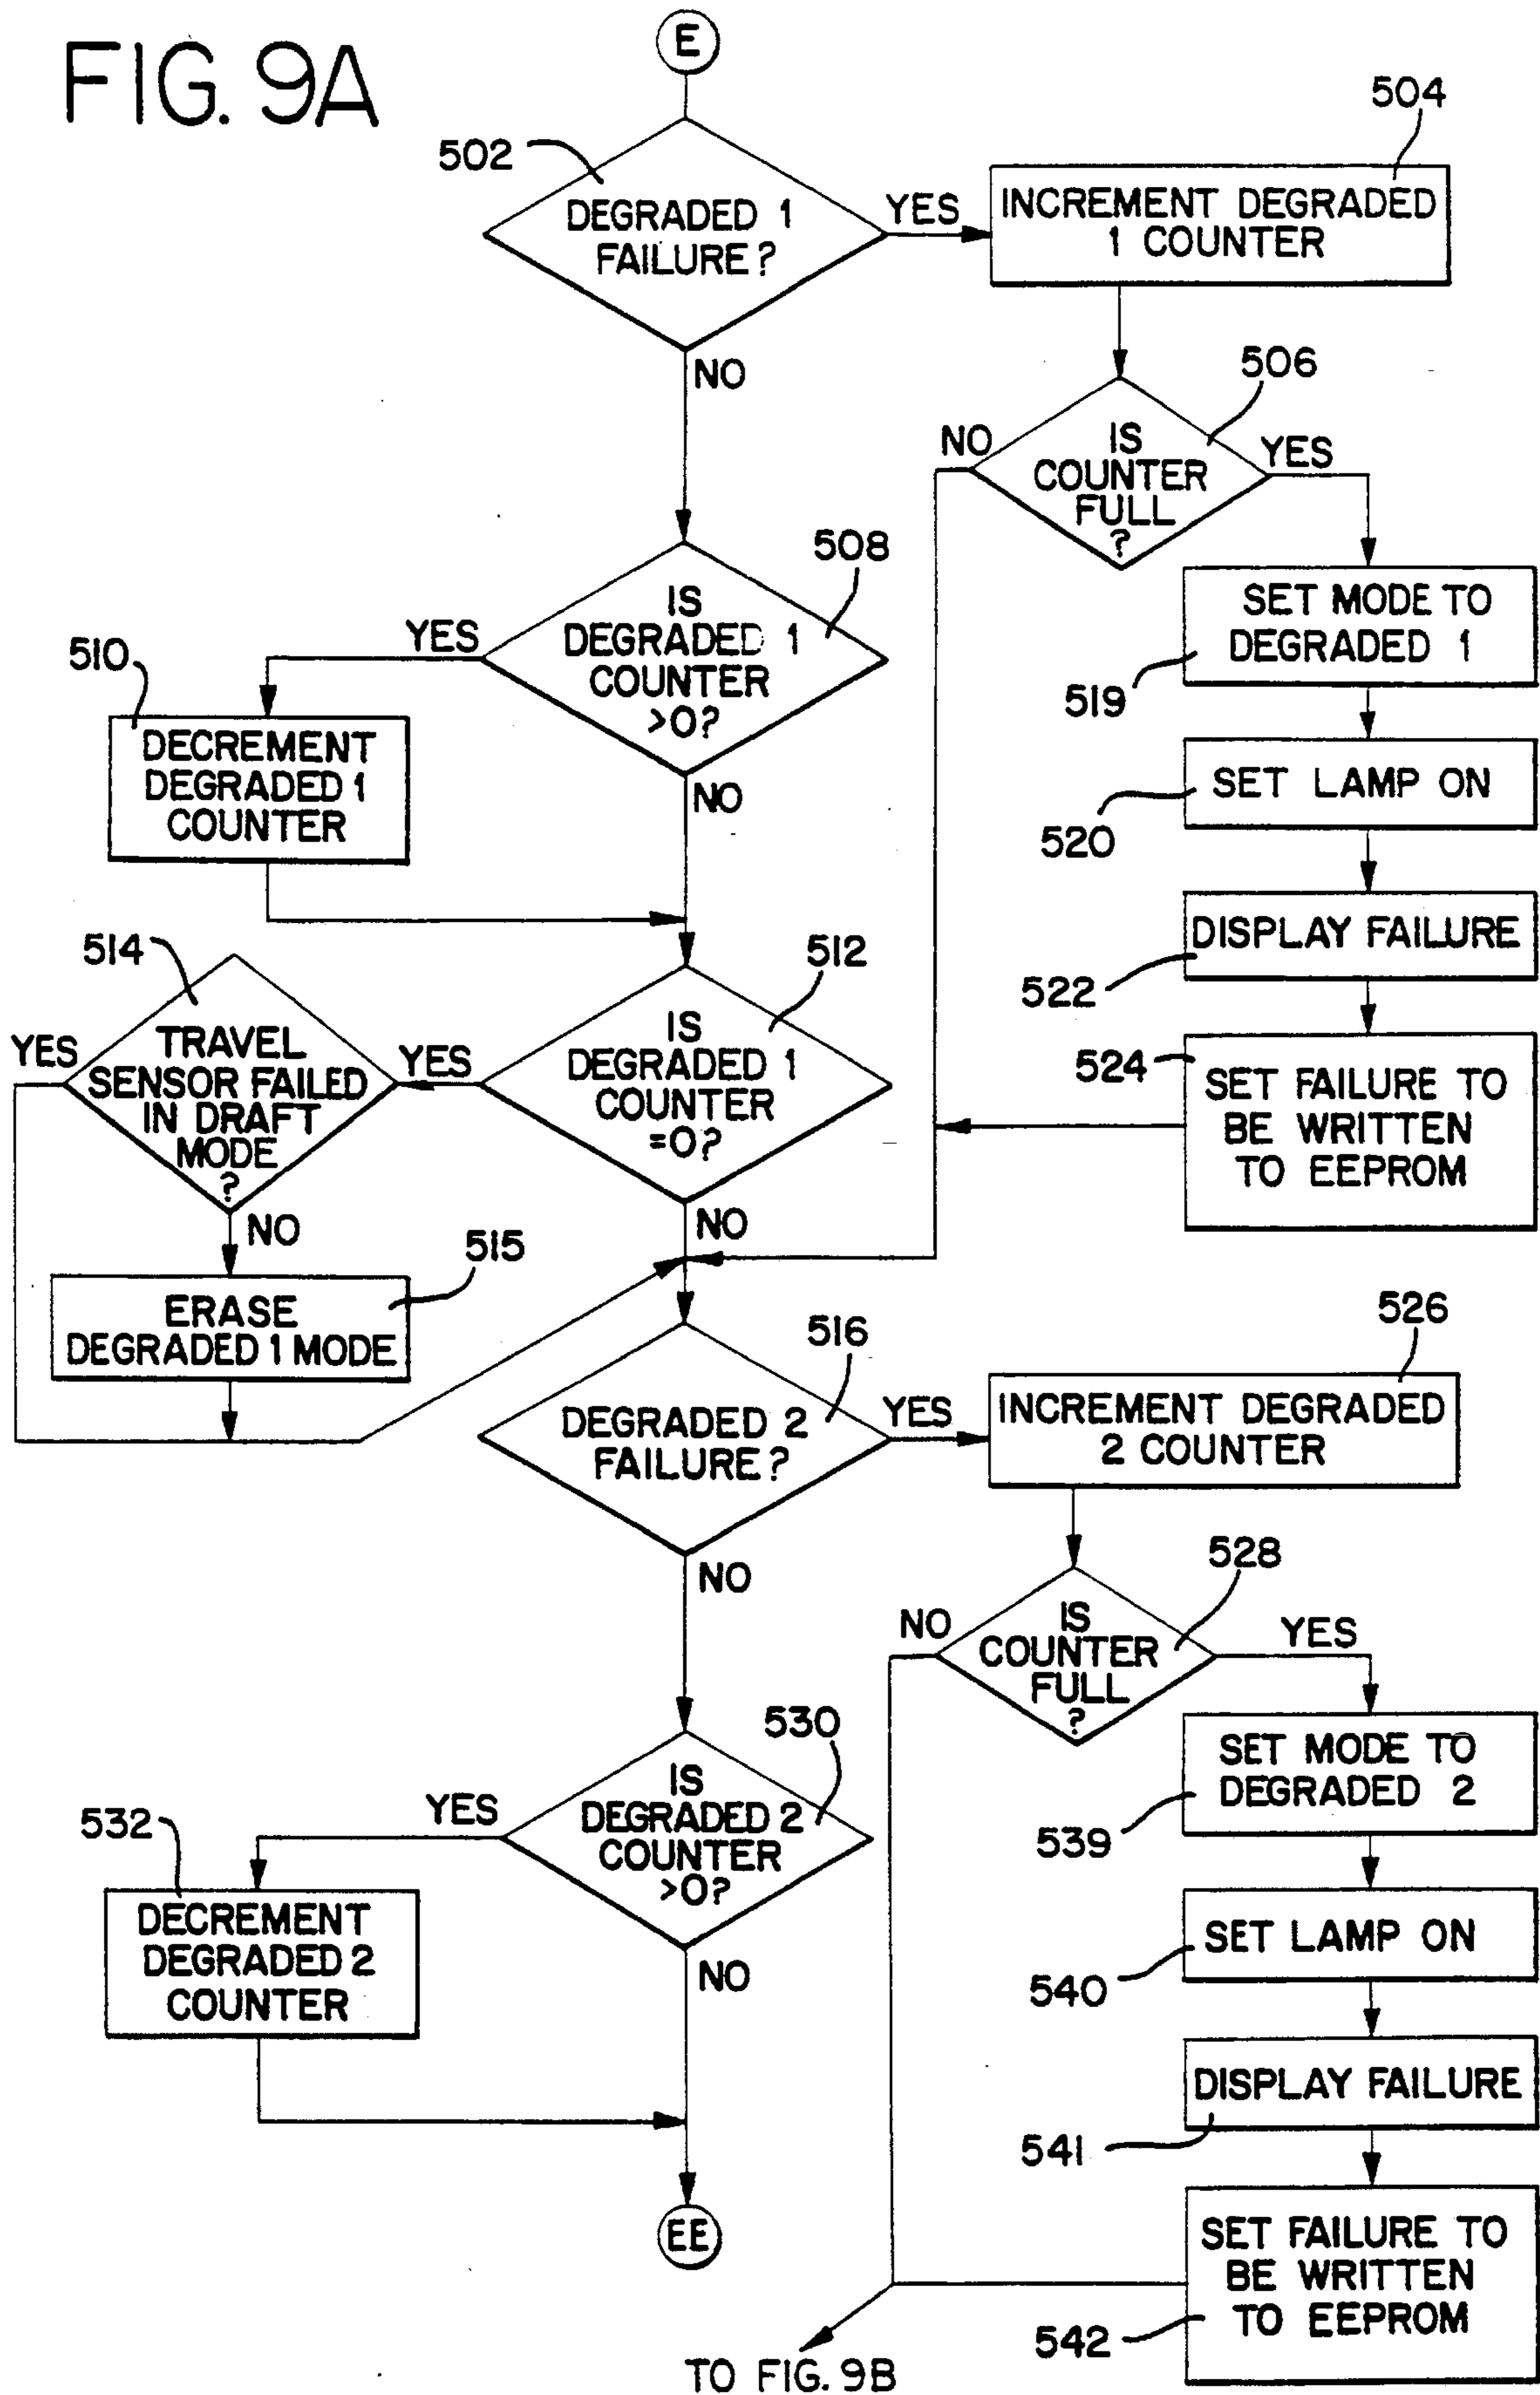 FIG. 9A
E
502
DEGRADED 1
FAILURE?
YES
NO
504
INCREMENT DEGRADED
1 COUNTER
506
IS
COUNTER
FULL
?
NO
YES
508
IS
DEGRADED 1
COUNTER
>0?
YES
NO
510
DECREMENT
DEGRADED 1
COUNTER
SET MODE TO
DEGRADED 1
519
SET LAMP ON
520
DISPLAY FAILURE
522
524
SET FAILURE TO
BE WRITTEN
TO EEPROM
512
IS
DEGRADED 1
COUNTER
=0?
YES
NO
514
TRAVEL
SENSOR FAILED
IN DRAFT
MODE
?
YES
NO
515
ERASE
DEGRADED 1 MODE
516
DEGRADED 2
FAILURE?
YES
NO
526
INCREMENT DEGRADED
2 COUNTER
528
IS
COUNTER
FULL
?
NO
YES
530
IS
DEGRADED 2
COUNTER
>0?
YES
NO
532
DECREMENT
DEGRADED 2
COUNTER
SET MODE TO
DEGRADED 2
539
SET LAMP ON
540
DISPLAY FAILURE
541
SET FAILURE TO
BE WRITTEN
TO EEPROM
542
EE
TO FIG. 9B